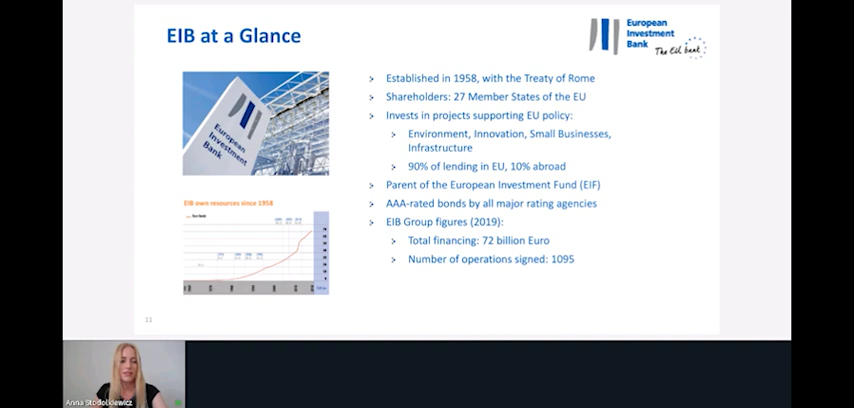 EIB at a Glance
European
Investment
Bank The EU bank
European
Investment
Bank
EIB own resources since 1958
> Established in 1958, with the Treaty of Rome
> Shareholders: 27 Member States of the EU
> Invests in projects supporting EU policy:
> Environment, Innovation, Small Businesses,
Infrastructure
> 90% of lending in EU, 10% abroad
> Parent of the European Investment Fund (EIF)
> AAA-rated bonds by all major rating agencies
> EIB Group figures (2019):
> Total financing: 72 billion Euro
> Number of operations signed: 1095
11
Anna Stodolkiewicz